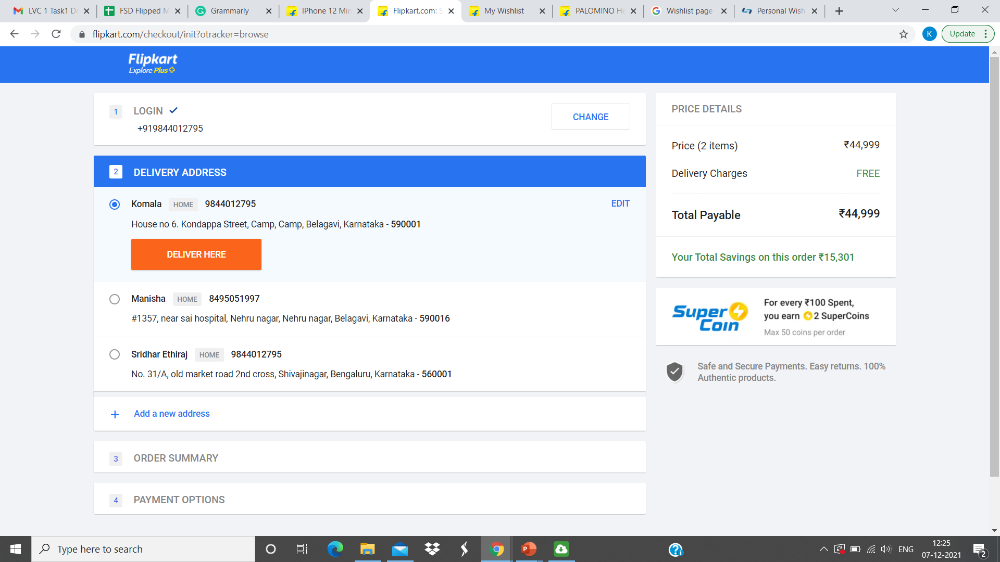 LVC 1 Task1 Dr
FSD Flipped M
Grammarly
IPhone 12 Min
Flipkart.com: S
My Wishlist
PALOMINO He
Wishlist page
Personal Wish
flipkart.com/checkout/init?otracker=browse
K
Update
Flipkart
Explore Plus
1 LOGIN
+919844012795
CHANGE
2 DELIVERY ADDRESS
Komala HOME 9844012795
EDIT
House no 6. Kondappa Street, Camp, Camp, Belagavi, Karnataka - 590001
DELIVER HERE
Manisha HOME 8495051997
#1357, near sai hospital, Nehru nagar, Nehru nagar, Belagavi, Karnataka - 590016
Sridhar Ethiraj HOME 9844012795
No. 31/A, old market road 2nd cross, Shivajinagar, Bengaluru, Karnataka - 560001
+ Add a new address
3 ORDER SUMMARY
4 PAYMENT OPTIONS
PRICE DETAILS
Price (2 items) ₹44,999
Delivery Charges FREE
Total Payable ₹44,999
Your Total Savings on this order ₹15,301
Super
Coin
For every ₹100 Spent,
you earn 2 SuperCoins
Max 50 coins per order
Safe and Secure Payments. Easy returns. 100%
Authentic products.
Type here to search
ENG
12:25
07-12-2021
2